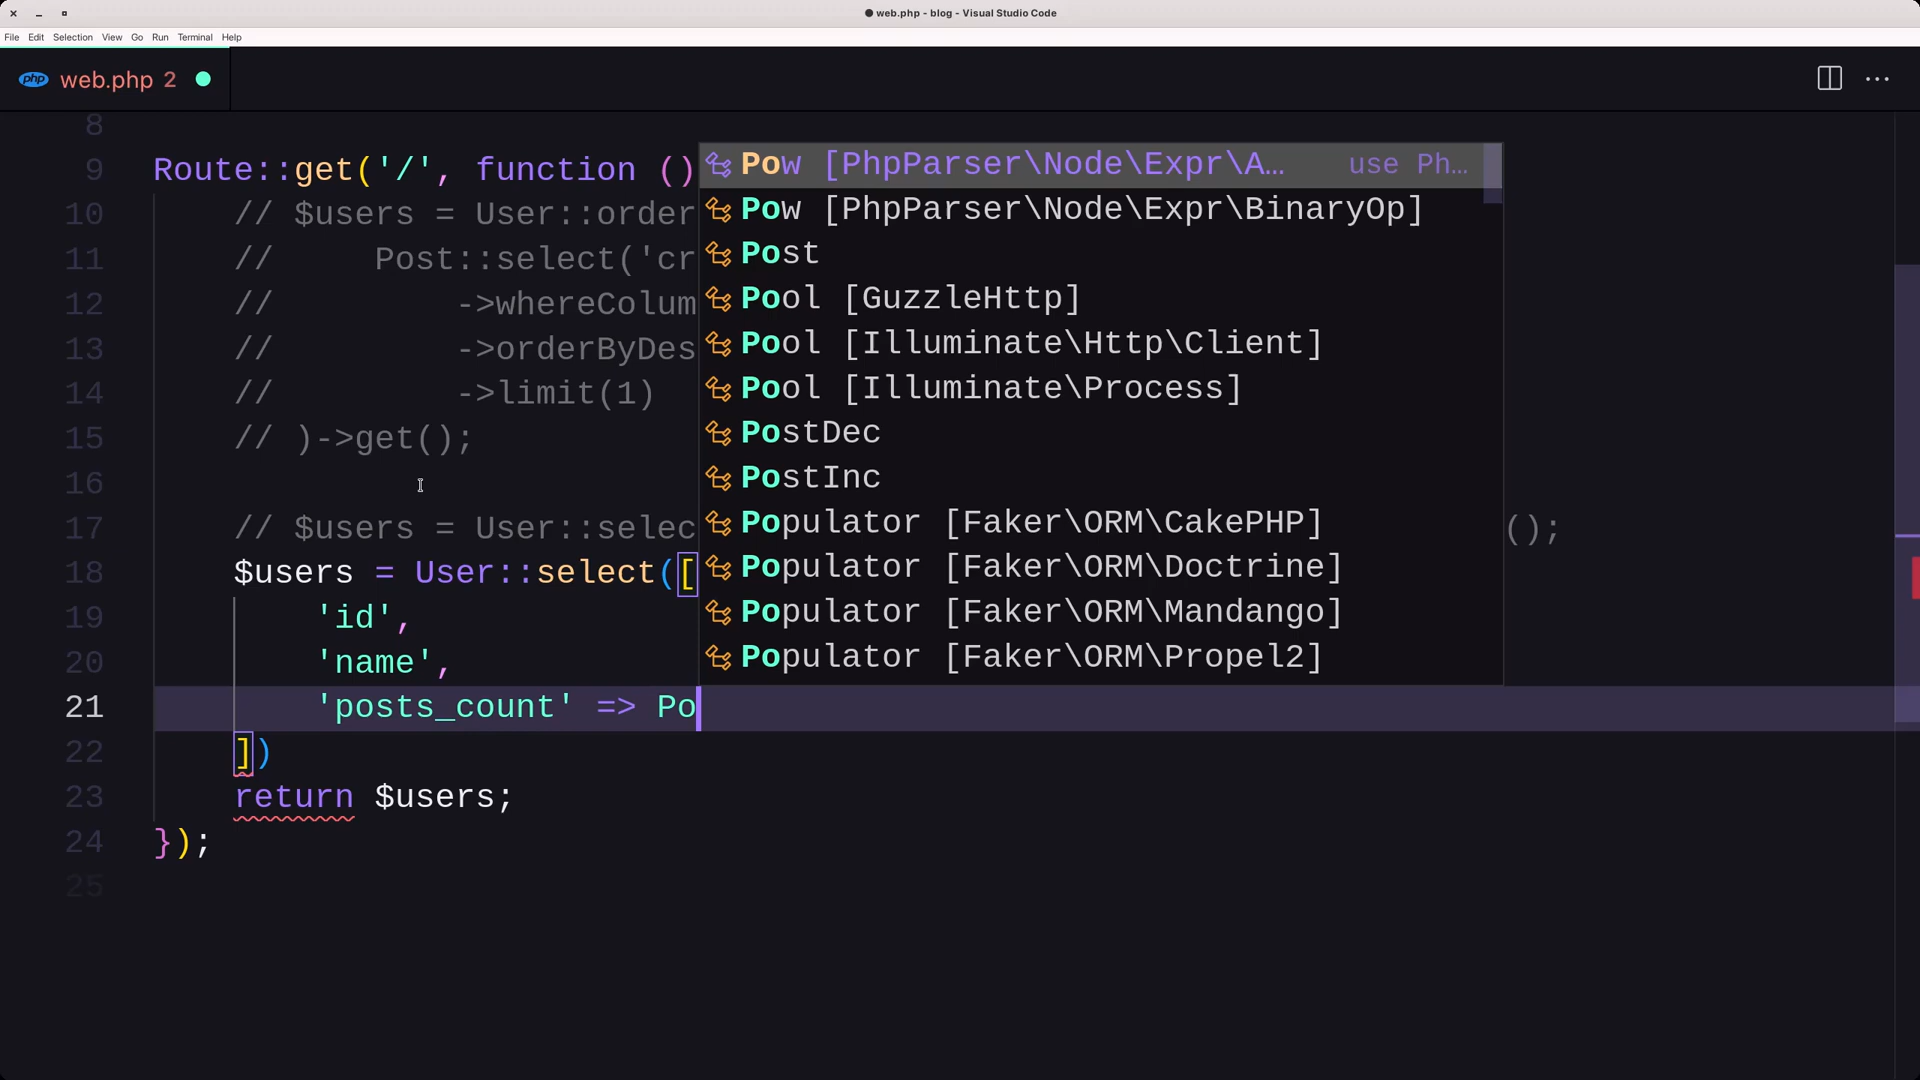 web.php - blog - Visual Studio Code
File Edit Selection View Go Run Terminal Help
php web.php 2
8
9 Route::get('/', function ()
10 // $users = User::order
11 // Post::select('cr
12 // ->whereColum
13 // ->orderByDes
14 // ->limit(1)
15 // )->get();
16
17 // $users = User::selec ();
18 $users = User::select([
19 'id',
20 'name',
21 'posts_count' => Po
22 ])
23 return $users;
24 });
25
Pow [PhpParser\Node\Expr\A… use Ph…
Pow [PhpParser\Node\Expr\BinaryOp]
Post
Pool [GuzzleHttp]
Pool [Illuminate\Http\Client]
Pool [Illuminate\Process]
PostDec
PostInc
Populator [Faker\ORM\CakePHP]
Populator [Faker\ORM\Doctrine]
Populator [Faker\ORM\Mandango]
Populator [Faker\ORM\Propel2]